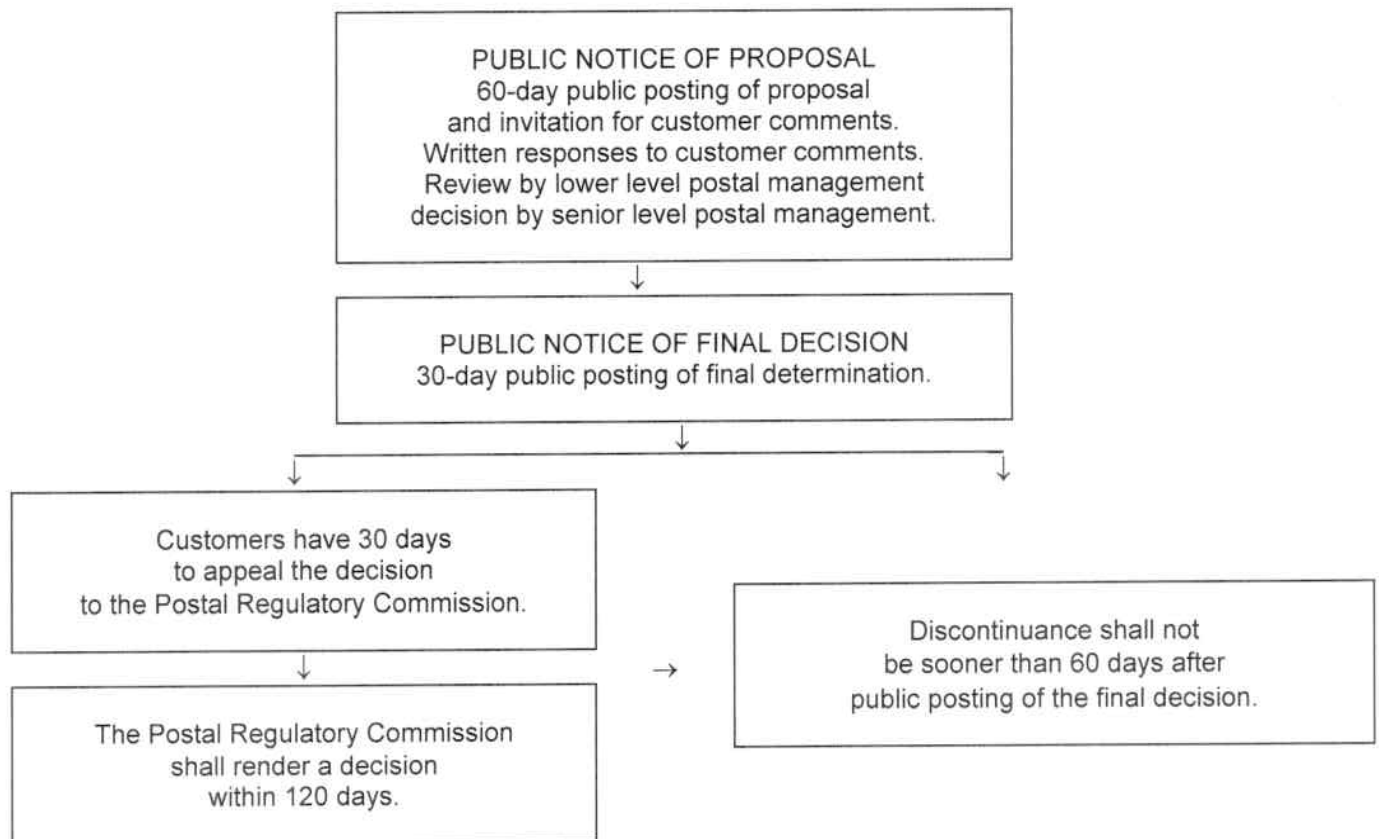 PUBLIC NOTICE OF PROPOSAL
60-day public posting of proposal
and invitation for customer comments.
Written responses to customer comments.
Review by lower level postal management
decision by senior level postal management.
PUBLIC NOTICE OF FINAL DECISION
30-day public posting of final determination.
Customers have 30 days
to appeal the decision
to the Postal Regulatory Commission.
The Postal Regulatory Commission
shall render a decision
within 120 days.
Discontinuance shall not
be sooner than 60 days after
public posting of the final decision.